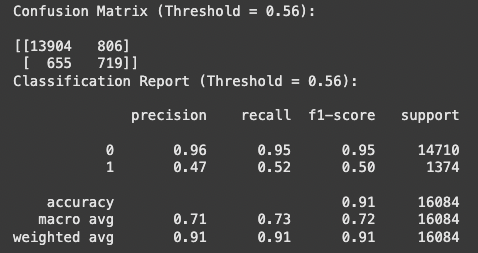 Confusion Matrix (Threshold = 0.56):
[[13904   806]
 [  655   719]]
Classification Report (Threshold = 0.56):
              precision    recall  f1-score   support
           0       0.96      0.95      0.95     14710
           1       0.47      0.52      0.50      1374
    accuracy                           0.91     16084
   macro avg       0.71      0.73      0.72     16084
weighted avg       0.91      0.91      0.91     16084